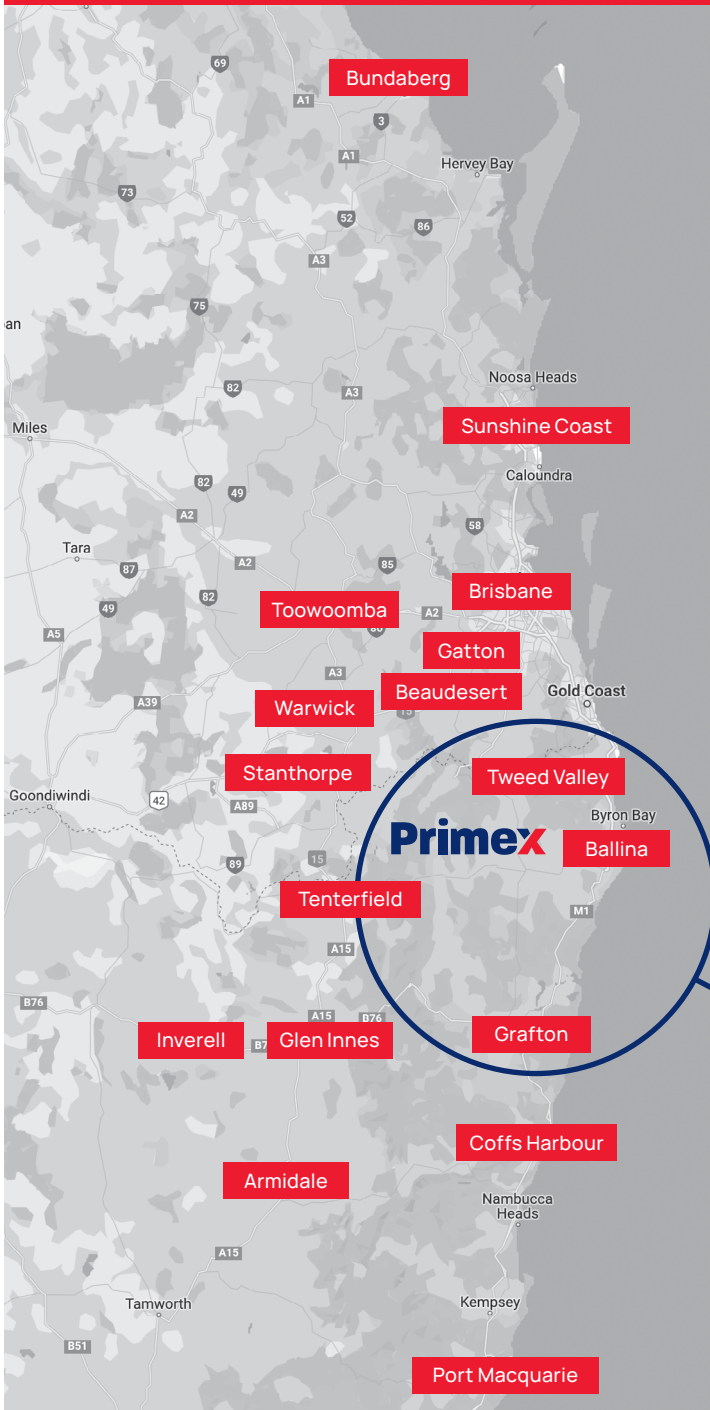 69
Bundaberg
A1
3
A1
Hervey Bay
73
52
86
A3
75
an
82
Noosa Heads
A3
Sunshine Coast
Miles
Caloundra
82
49
A2
58
Tara
A2
85
87
Brisbane
82
49
Toowoomba
A2
A5
Gatton
A3
Beaudesert
Gold Coast
A39
Warwick
15
Stanthorpe
Tweed Valley
Goondiwindi
42
A89
Byron Bay
Primex
Ballina
89
15
Tenterfield
M1
A15
B76
A15
B76
Inverell
B7
Glen Innes
Grafton
Coffs Harbour
Armidale
Nambucca
Heads
A15
Tamworth
Kempsey
B51
Port Macquarie